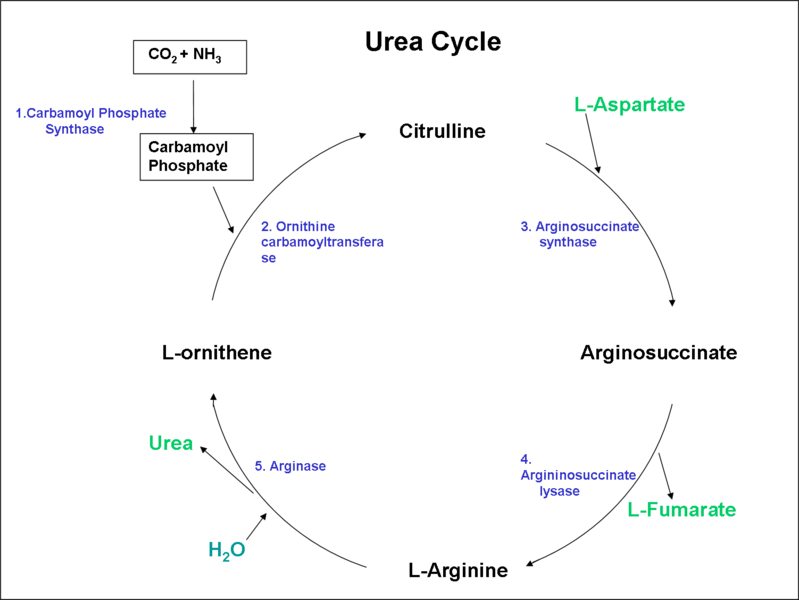 Urea Cycle
CO2 + NH3
1.Carbamoyl Phosphate
Synthase
Carbamoyl
Phosphate
L-Aspartate
Citrulline
2. Ornithine
carbamoyltransfera
se
3. Arginosuccinate
synthase
L-ornithene
Arginosuccinate
Urea
5. Arginase
4.
Argininosuccinate
lysase
L-Fumarate
H2O
L-Arginine